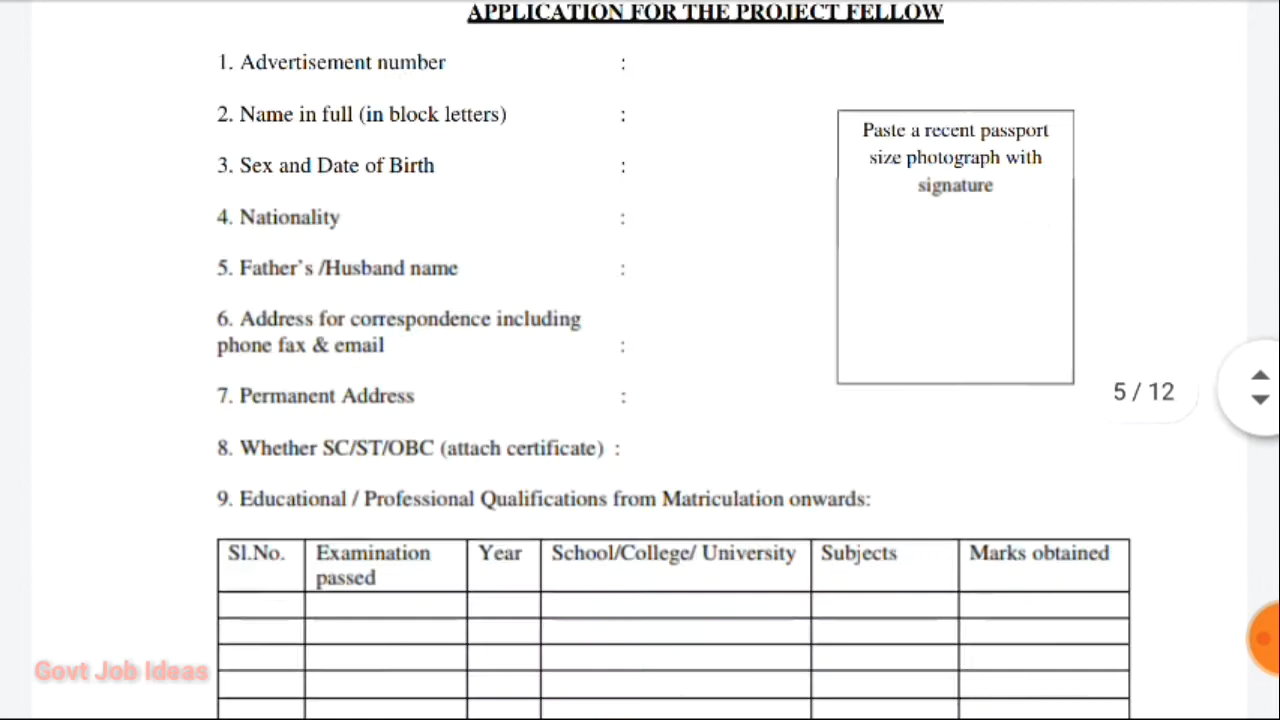 APPLICATION FOR THE PROJECT FELLOW
1. Advertisement number :
2. Name in full (in block letters) :
Paste a recent passport
size photograph with
signature
3. Sex and Date of Birth :
4. Nationality :
5. Father's /Husband name :
6. Address for correspondence including
phone fax & email :
7. Permanent Address :
5 / 12
8. Whether SC/ST/OBC (attach certificate) :
9. Educational / Professional Qualifications from Matriculation onwards:
Sl.No. Examination Year School/College/ University Subjects Marks obtained
passed
Govt Job Ideas